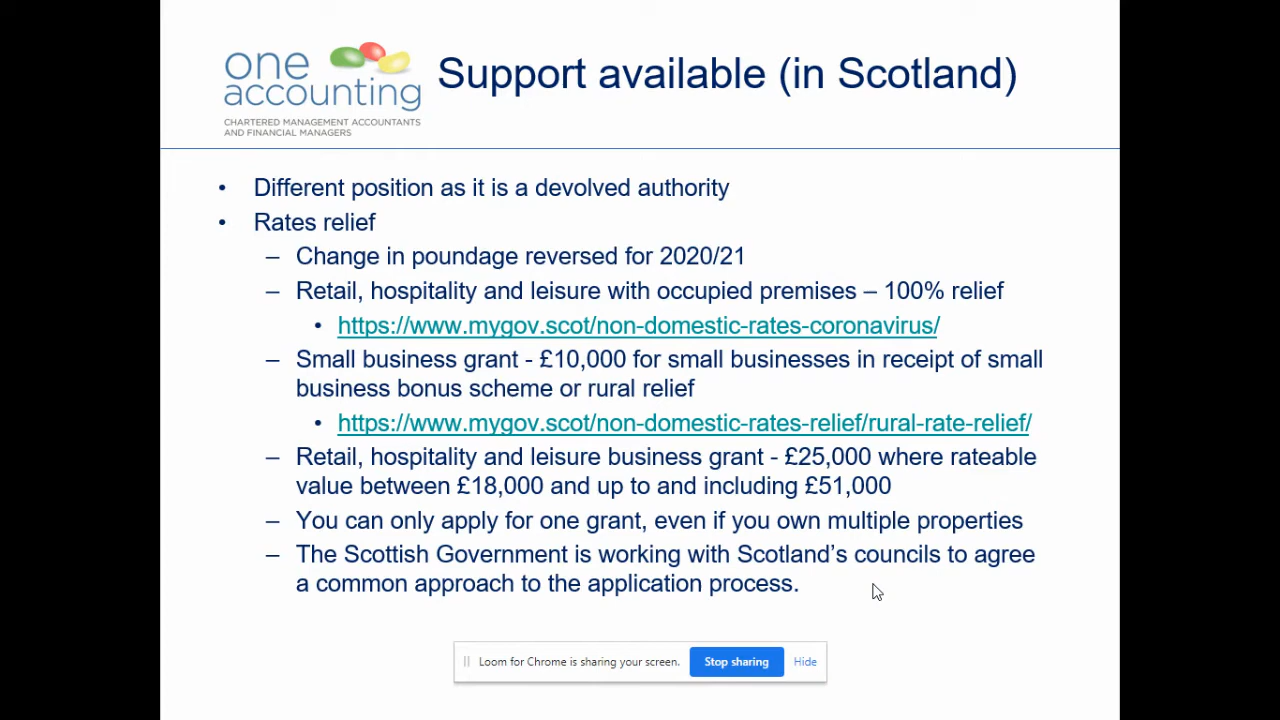 one
accounting
CHARTERED MANAGEMENT ACCOUNTANTS
AND FINANCIAL MANAGERS
Support available (in Scotland)
• Different position as it is a devolved authority
• Rates relief
– Change in poundage reversed for 2020/21
– Retail, hospitality and leisure with occupied premises – 100% relief
• https://www.mygov.scot/non-domestic-rates-coronavirus/
– Small business grant - £10,000 for small businesses in receipt of small
business bonus scheme or rural relief
• https://www.mygov.scot/non-domestic-rates-relief/rural-rate-relief/
– Retail, hospitality and leisure business grant - £25,000 where rateable
value between £18,000 and up to and including £51,000
– You can only apply for one grant, even if you own multiple properties
– The Scottish Government is working with Scotland’s councils to agree
a common approach to the application process.
Loom for Chrome is sharing your screen. Stop sharing Hide